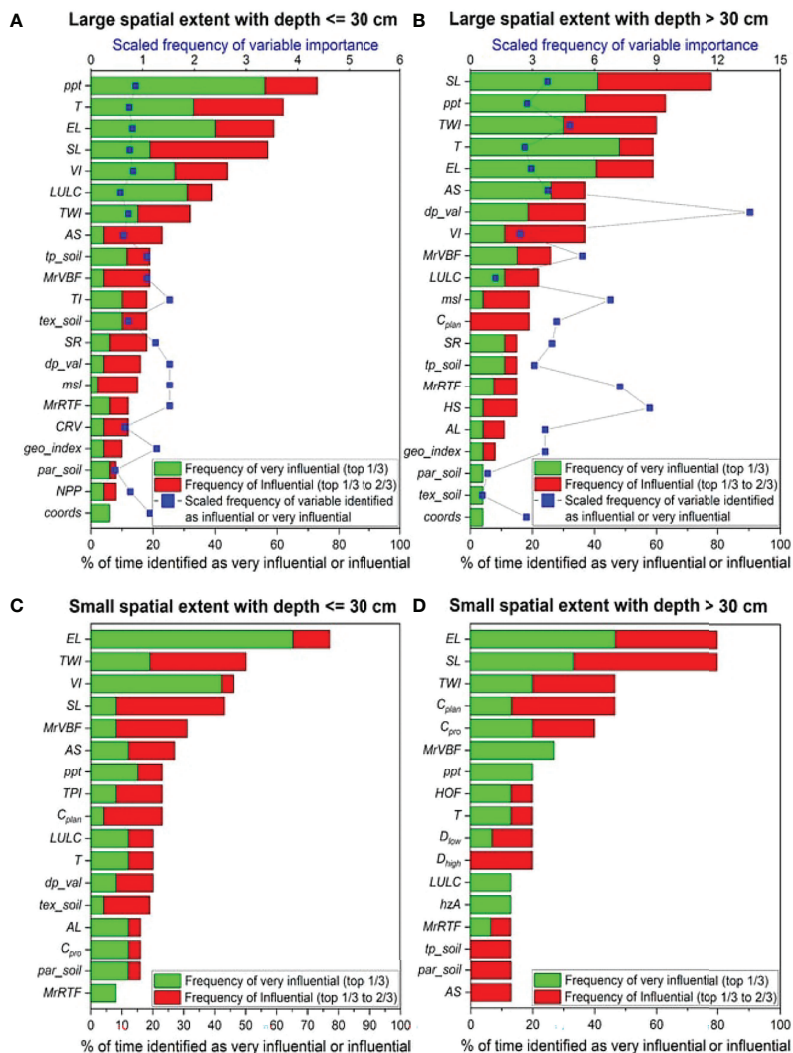 A
Large spatial extent with depth <= 30 cm
Scaled frequency of variable importance
0 1 2 3 4 5 6
ppt
T
EL
SL
VI
LULC
TWI
AS
tp_soil
MrVBF
TI
tex_soil
SR
dp_val
msl
MrRTF
CRV
geo_index
par_soil
NPP
coords
Frequency of very influential (top 1/3)
Frequency of Influential (top 1/3 to 2/3)
Scaled frequency of variable identified
as influential or very influential
0 20 40 60 80 100
% of time identified as very influential or influential
B
Large spatial extent with depth > 30 cm
Scaled frequency of variable importance
0 3 6 9 12 15
SL
ppt
TWI
T
EL
AS
dp_val
VI
MrVBF
LULC
msl
Cplan
SR
tp_soil
MrRTF
HS
AL
geo_index
par_soil
tex_soil
coords
Frequency of very influential (top 1/3)
Frequency of Influential (top 1/3 to 2/3)
Scaled frequency of variable identified
as influential or very influential
0 20 40 60 80 100
% of time identified as very influential or influential
C
Small spatial extent with depth <= 30 cm
EL
TWI
VI
SL
MrVBF
AS
ppt
TPI
Cplan
LULC
T
dp_val
tex_soil
AL
Cpro
par_soil
MrRTF
Frequency of very influential (top 1/3)
Frequency of Influential (top 1/3 to 2/3)
0 10 20 30 40 100
% of time identified as very influential or influential
D
Small spatial extent with depth > 30 cm
EL
SL
TWI
Cplan
Cpro
MrVBF
ppt
HOF
T
Dlow
Dhigh
LULC
hzA
MrRTF
tp_soil
par_soil
AS
Frequency of very influential (top 1/3)
Frequency of Influential (top 1/3 to 2/3)
0 20 40 60 80 100
% of time identified as very influential or influential